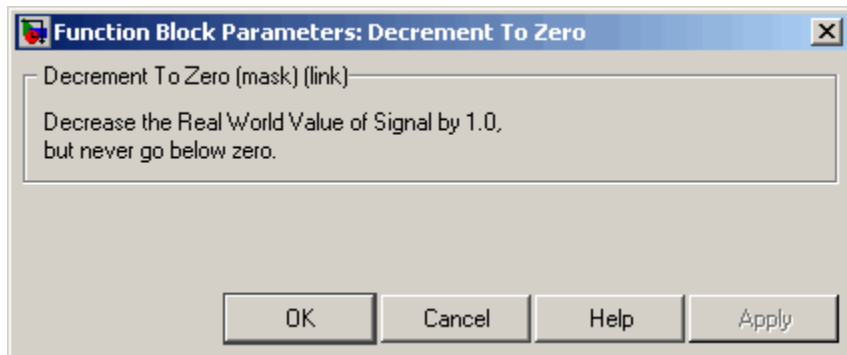 Function Block Parameters: Decrement To Zero
Decrement To Zero (mask) (link)
Decrease the Real World Value of Signal by 1.0,
but never go below zero.
OK Cancel Help Apply